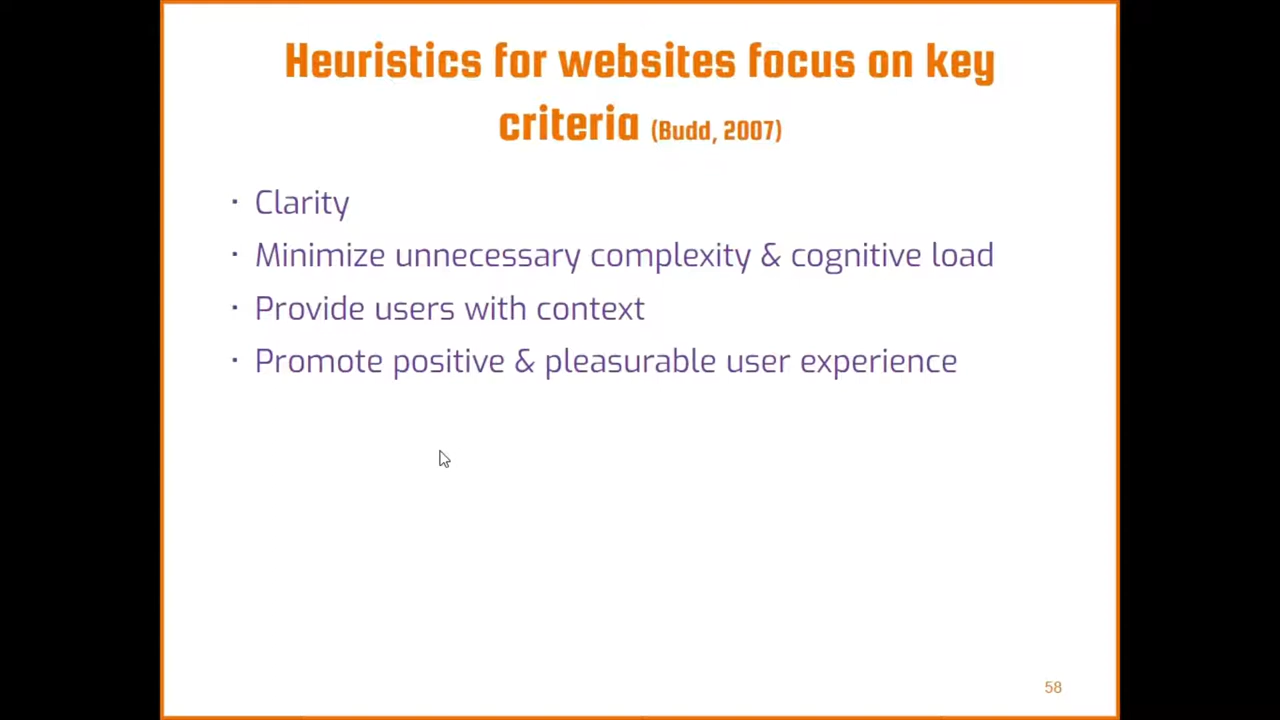 Heuristics for websites focus on key
criteria (Budd, 2007)
· Clarity
· Minimize unnecessary complexity & cognitive load
· Provide users with context
· Promote positive & pleasurable user experience
58